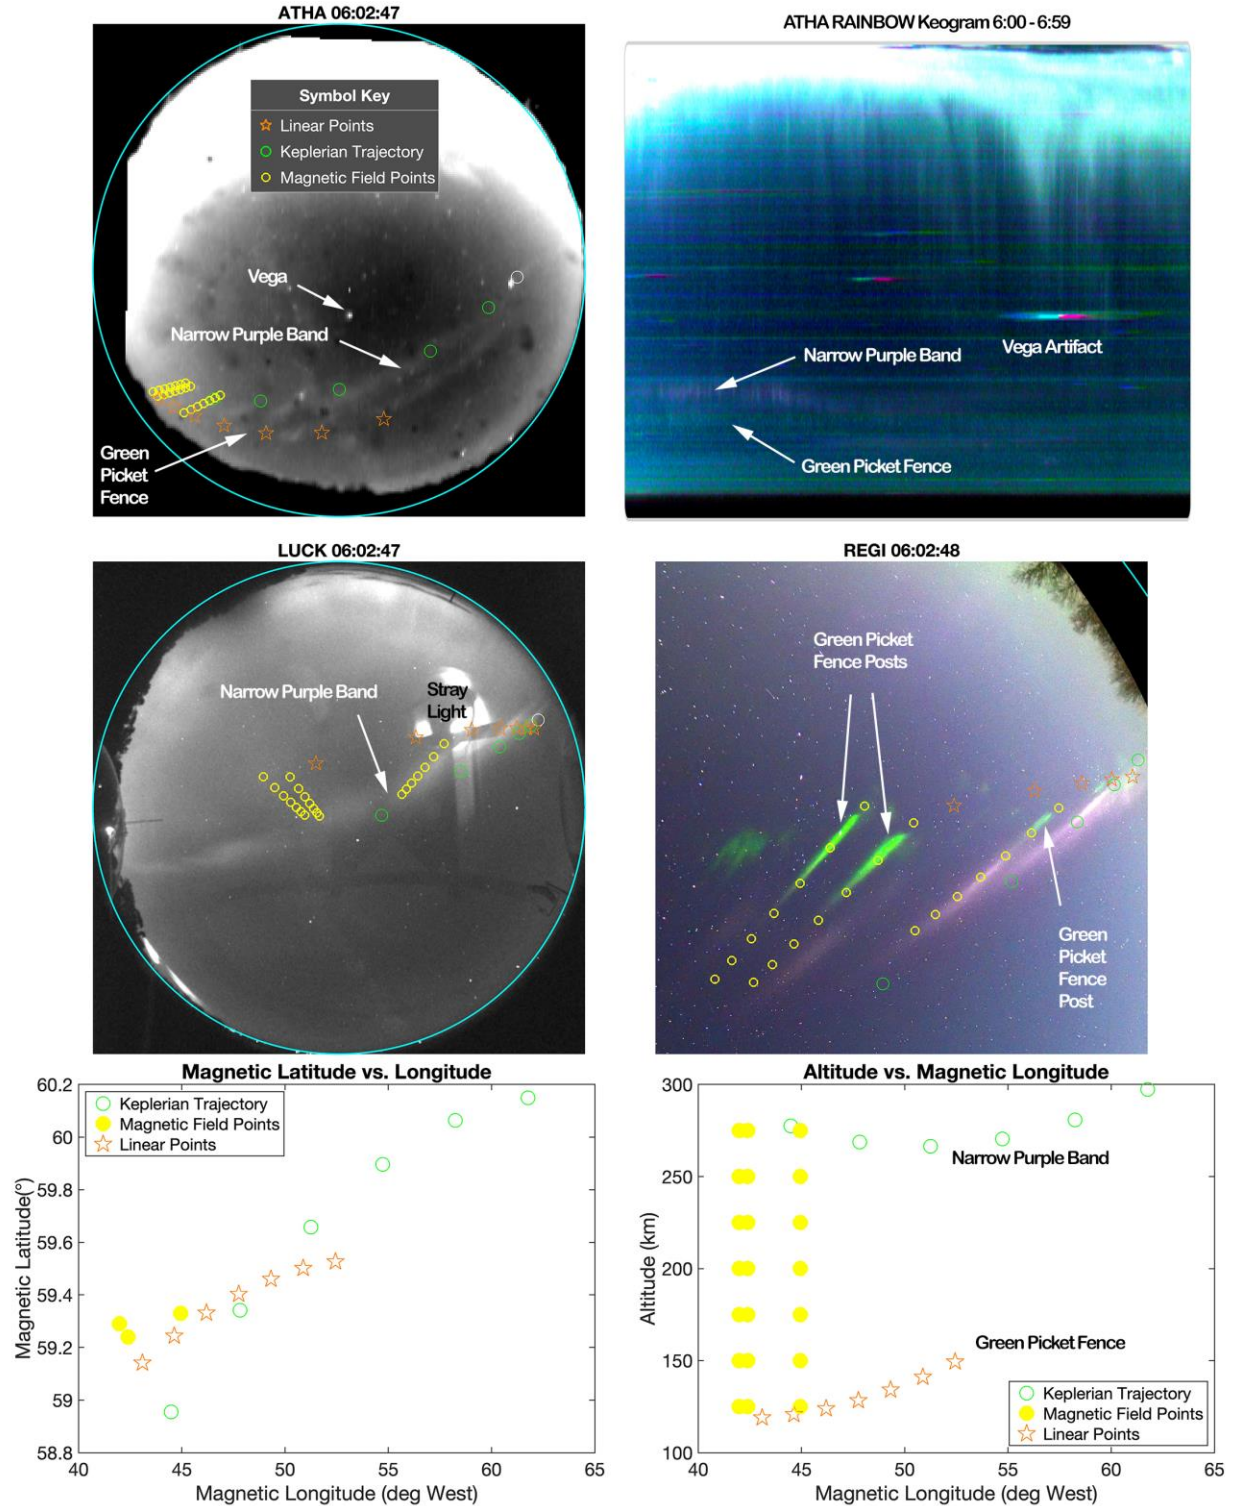 ATHA 06:02:47
Symbol Key
Linear Points
Keplerian Trajectory
Magnetic Field Points
Vega
Narrow Purple Band
Green
Picket
Fence
ATHA RAINBOW Keogram 6:00 - 6:59
Narrow Purple Band
Vega Artifact
Green Picket Fence
LUCK 06:02:47
Narrow Purple Band
Stray
Light
REGI 06:02:48
Green Picket
Fence Posts
Green
Picket
Fence
Post
Magnetic Latitude vs. Longitude
60.2
60
59.8
59.6
59.4
59.2
59
58.8
Magnetic Latitude(°)
Keplerian Trajectory
Magnetic Field Points
Linear Points
40 45 50 55 60 65
Magnetic Longitude (deg West)
Altitude vs. Magnetic Longitude
300
250
200
150
100
Altitude (km)
Narrow Purple Band
Green Picket Fence
Keplerian Trajectory
Magnetic Field Points
Linear Points
40 45 50 55 60 65
Magnetic Longitude (deg West)